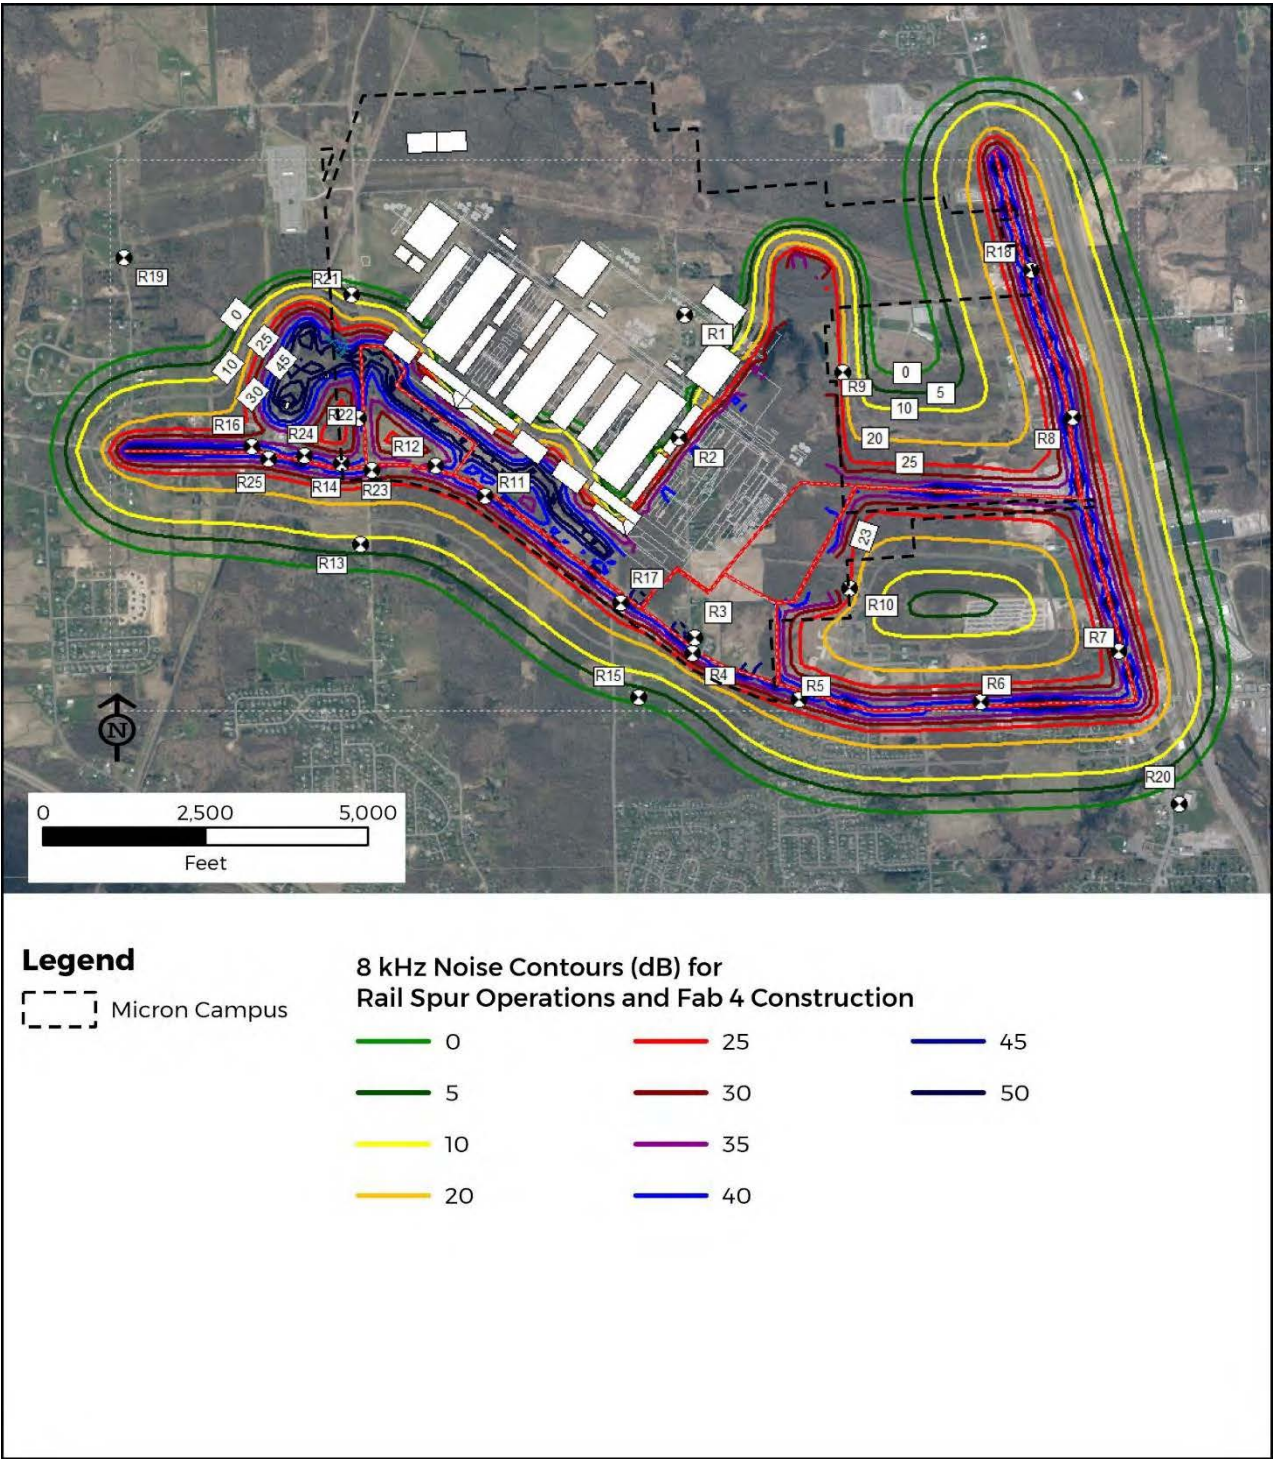 R18
R19
R21
0
R1
25
45
10
0
R9
5
30
10
R22
R16
R24
R12
20
R8
R2
25
R25
R14
R23
R11
23
R13
R17
R10
R3
R7
R15
R4
R5
R6
N
R20
0 2,500 5,000
Feet
Legend
Micron Campus
8 kHz Noise Contours (dB) for
Rail Spur Operations and Fab 4 Construction
0 25 45
5 30 50
10 35
20 40